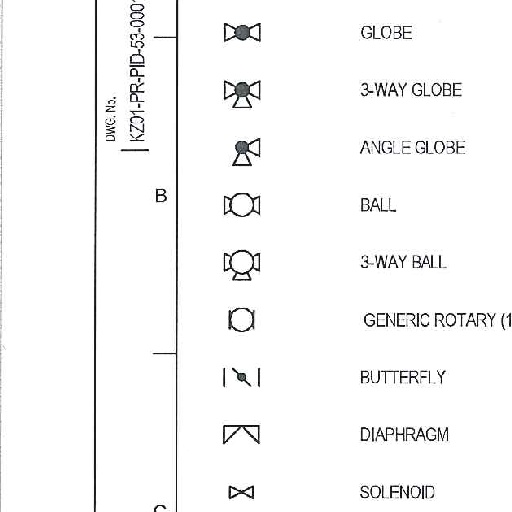 DWG. No.
KZ01-PR-PID-53-0001
B
GLOBE
3-WAY GLOBE
ANGLE GLOBE
BALL
3-WAY BALL
GENERIC ROTARY (1
BUTTERFLY
DIAPHRAGM
SOLENOID
C